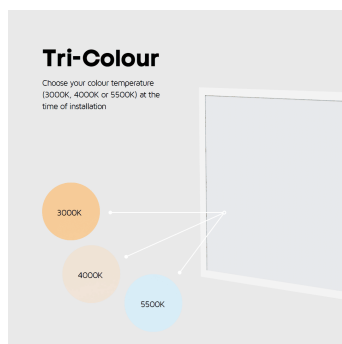 Tri-Colour
Choose your colour temperature
(3000K, 4000K or 5500K) at the
time of installation
3000K
4000K
5500K